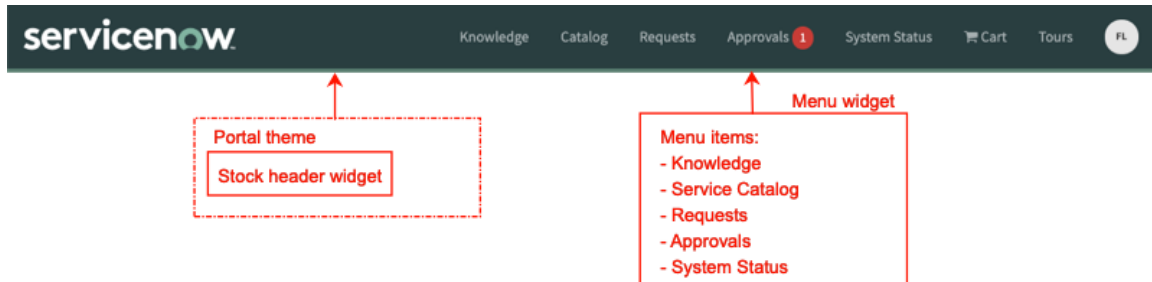 servicenow.
Knowledge Catalog Requests Approvals 1 System Status Cart Tours FL
Menu widget
Portal theme
Stock header widget
Menu items:
- Knowledge
- Service Catalog
- Requests
- Approvals
- System Status